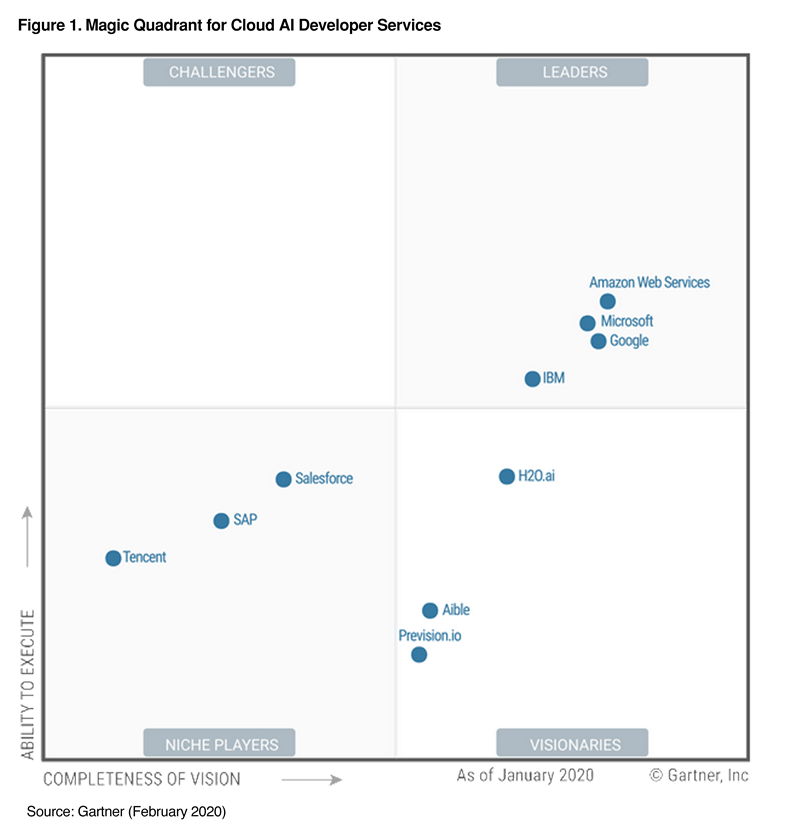 Figure 1. Magic Quadrant for Cloud AI Developer Services
CHALLENGERS
LEADERS
Amazon Web Services
Microsoft
Google
IBM
Salesforce
H2O.ai
SAP
Tencent
Aible
Prevision.io
ABILITY TO EXECUTE
NICHE PLAYERS
VISIONARIES
COMPLETENESS OF VISION
As of January 2020
© Gartner, Inc
Source: Gartner (February 2020)